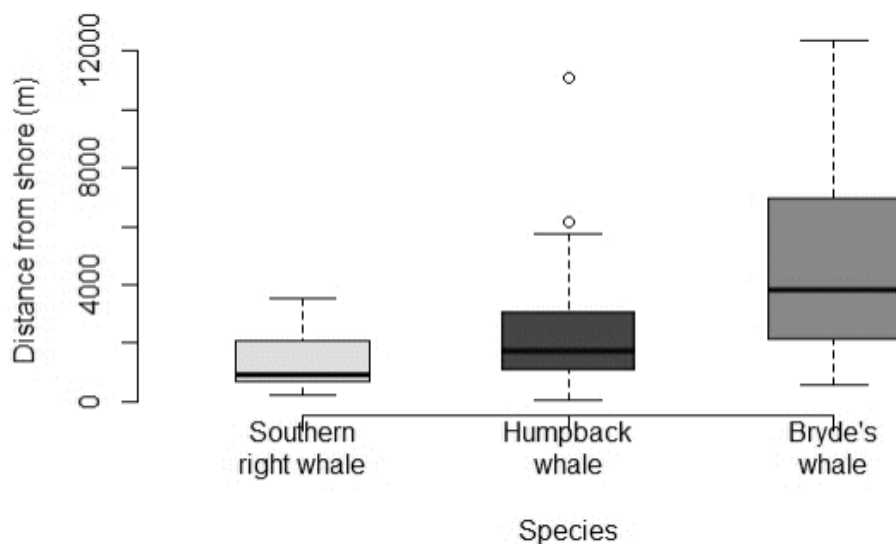 Distance from shore (m)
12000
8000
4000
0
Southern
right whale
Humpback
whale
Bryde's
whale
Species